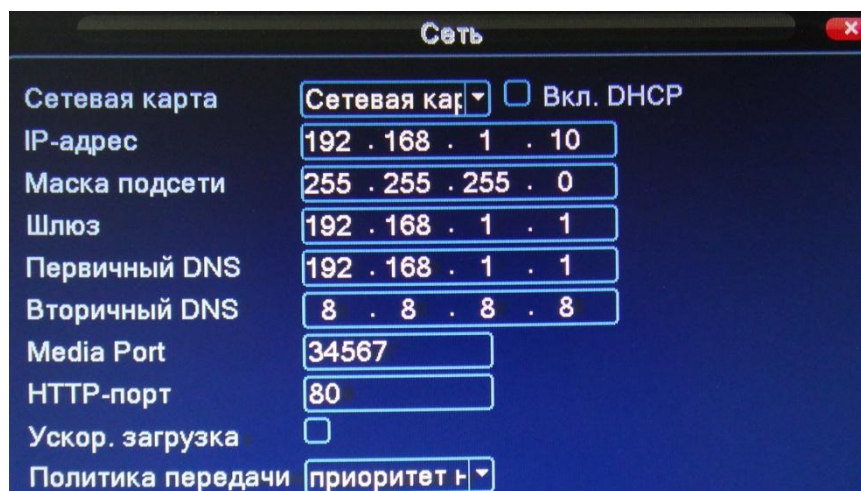 Сеть
Сетевая карта Сетевая кар Вкл. DHCP
IP-адрес 192 . 168 . 1 . 10
Маска подсети 255 . 255 . 255 . 0
Шлюз 192 . 168 . 1 . 1
Первичный DNS 192 . 168 . 1 . 1
Вторичный DNS 8 . 8 . 8 . 8
Media Port 34567
HTTP-порт 80
Ускор. загрузка
Политика передачи приоритет н